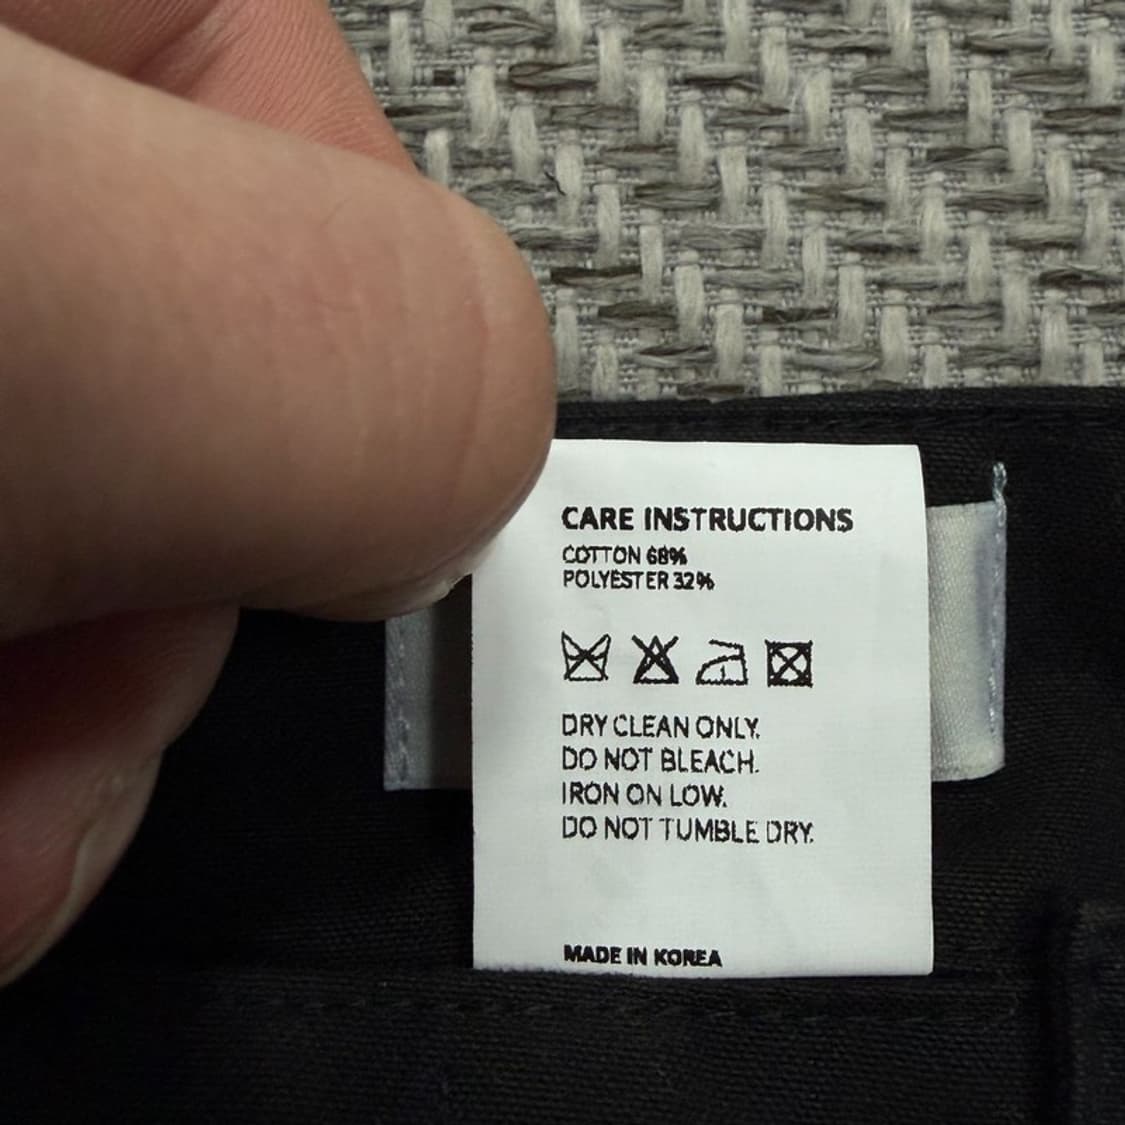 CARE INSTRUCTIONS
COTTON 68%
POLYESTER 32%
DRY CLEAN ONLY.
DO NOT BLEACH.
IRON ON LOW.
DO NOT TUMBLE DRY.
MADE IN KOREA